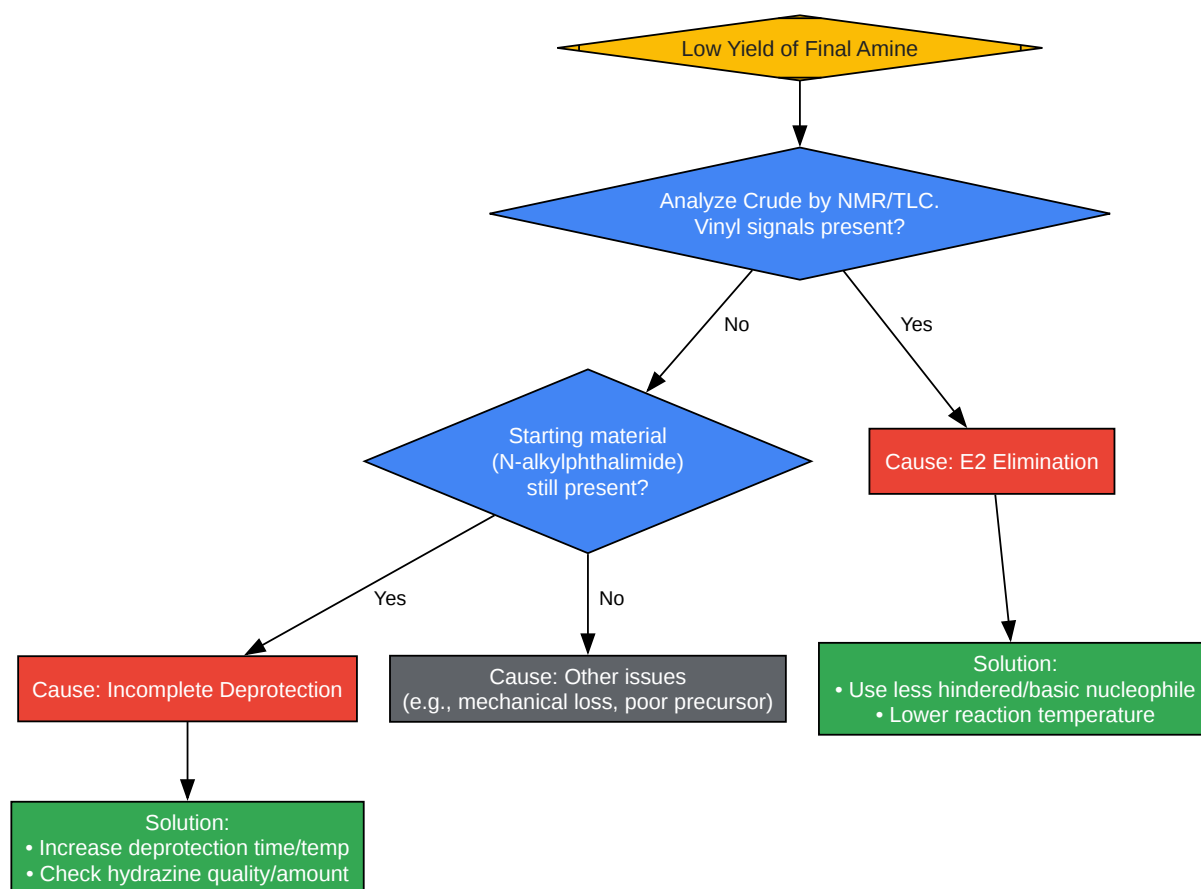 Low Yield of Final Amine
Analyze Crude by NMR/TLC.
Vinyl signals present?
No
Yes
Starting material
(N-alkylphthalimide)
still present?
Cause: E2 Elimination
Yes
No
Cause: Incomplete Deprotection
Cause: Other issues
(e.g., mechanical loss, poor precursor)
Solution:
• Use less hindered/basic nucleophile
• Lower reaction temperature
Solution:
• Increase deprotection time/temp
• Check hydrazine quality/amount